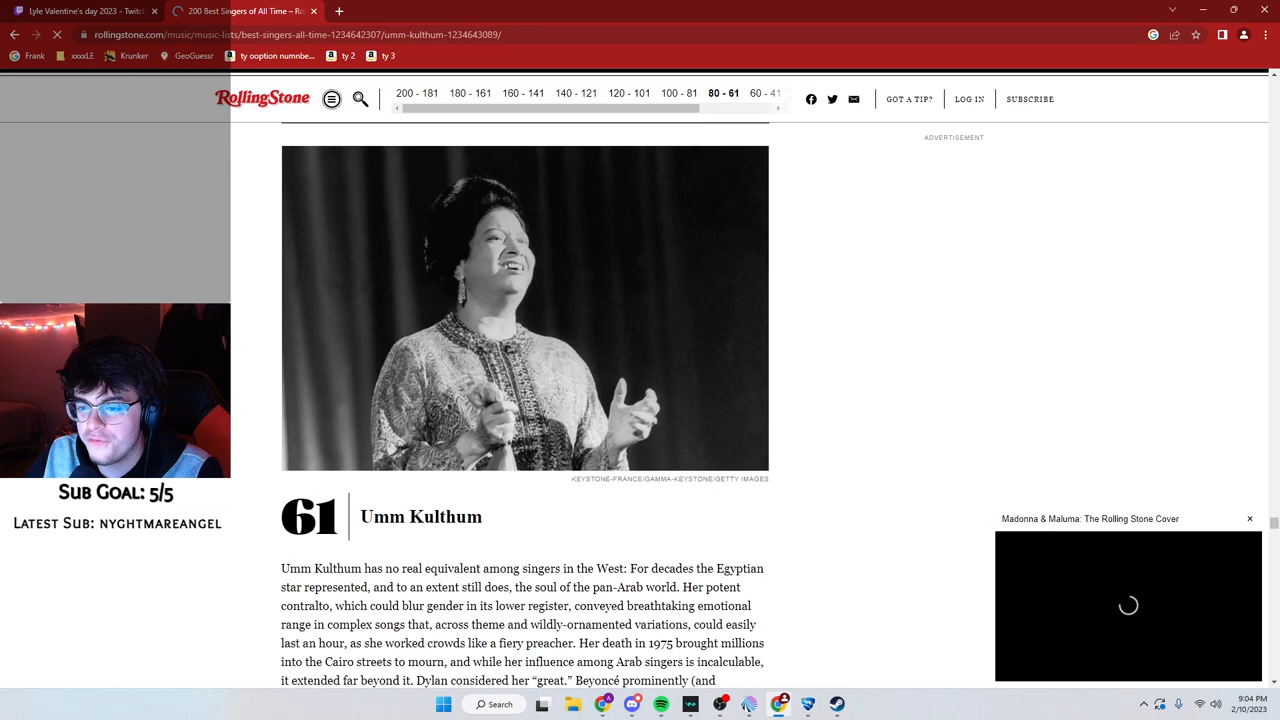 Lyle Valentine's day 2023 - Twitch
200 Best Singers of All Time - Ro
rollingstone.com/music/music-lists/best-singers-all-time-1234642307/umm-kulthum-1234643089/
Frank xxxxLE Krunker GeoGuessr ty ooption numbe... ty 2 ty 3
RollingStone
200 - 181 180 - 161 160 - 141 140 - 121 120 - 101 100 - 81 80 - 61 60 - 41
GOT A TIP? LOG IN SUBSCRIBE
ADVERTISEMENT
KEYSTONE-FRANCE/GAMMA-KEYSTONE/GETTY IMAGES
61 Umm Kulthum
Umm Kulthum has no real equivalent among singers in the West: For decades the Egyptian
star represented, and to an extent still does, the soul of the pan-Arab world. Her potent
contralto, which could blur gender in its lower register, conveyed breathtaking emotional
range in complex songs that, across theme and wildly-ornamented variations, could easily
last an hour, as she worked crowds like a fiery preacher. Her death in 1975 brought millions
into the Cairo streets to mourn, and while her influence among Arab singers is incalculable,
it extended far beyond it. Dylan considered her “great.” Beyoncé prominently (and
Sub Goal: 5/5
Latest Sub: nyghtmareangel
Madonna & Maluma: The Rolling Stone Cover
Search
9:04 PM
2/10/2023